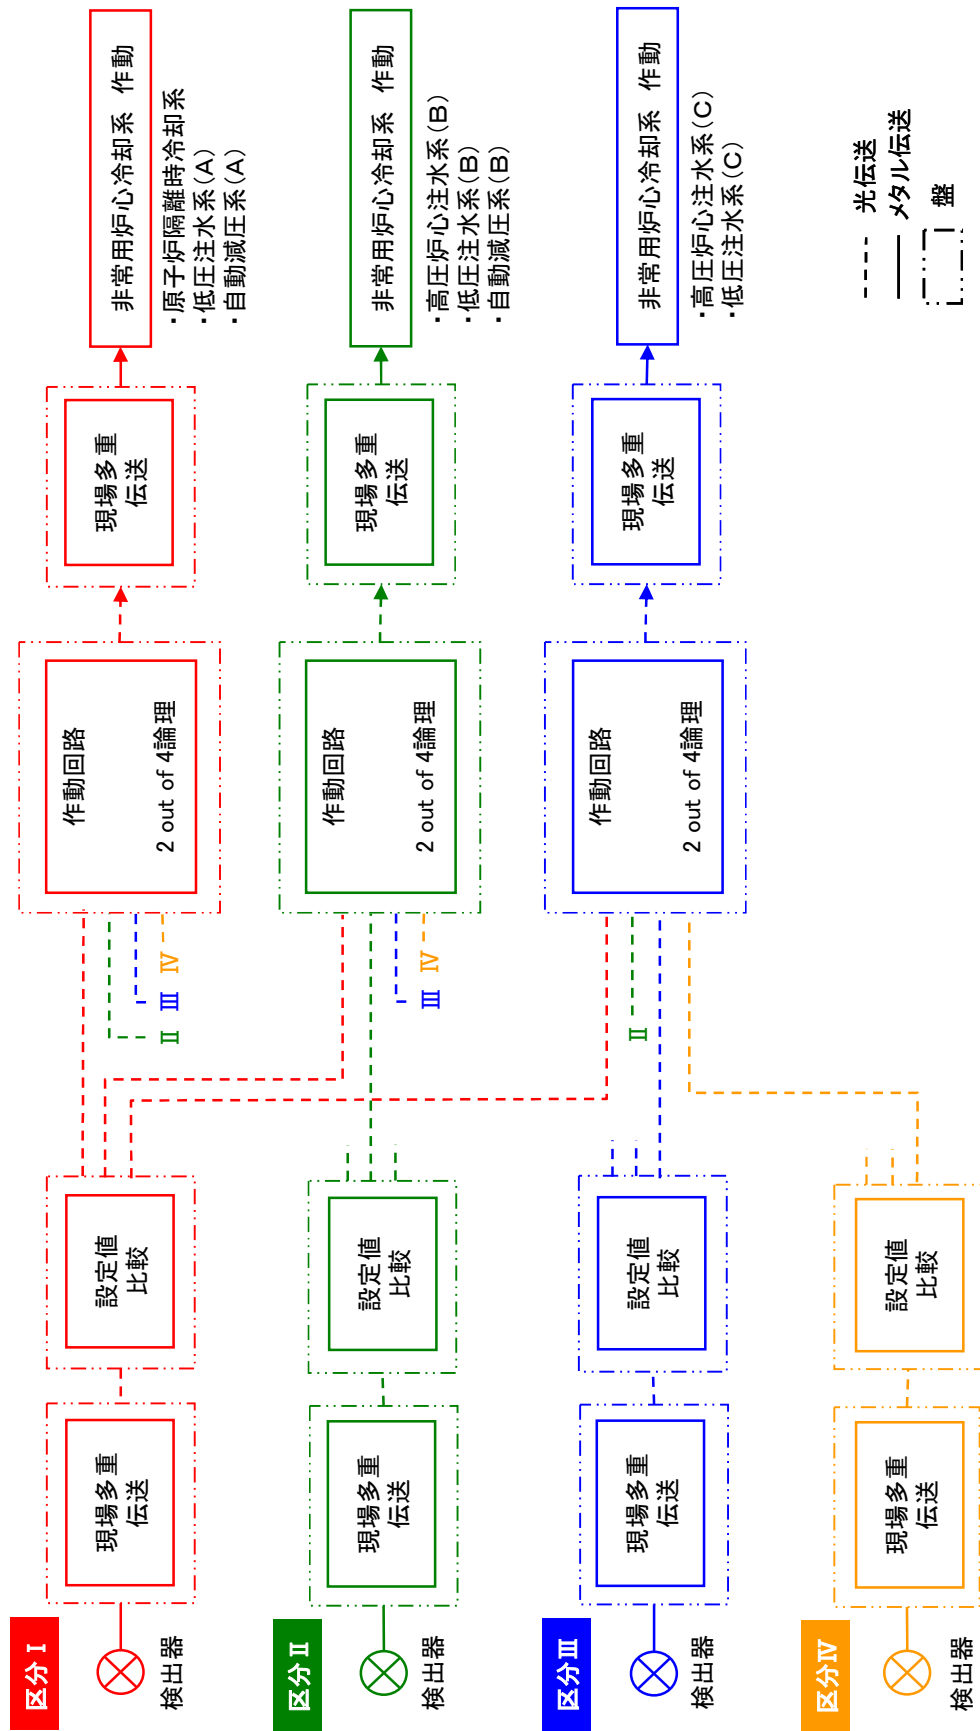 区分Ⅰ
検出器
現場多重
伝送
設定値
比較
Ⅱ
Ⅲ
Ⅳ
作動回路
2 out of 4論理
現場多重
伝送
非常用炉心冷却系 作動
・原子炉隔離時冷却系
・低圧注水系(A)
・自動減圧系(A)
区分Ⅱ
検出器
現場多重
伝送
設定値
比較
Ⅲ
Ⅳ
作動回路
2 out of 4論理
現場多重
伝送
非常用炉心冷却系 作動
・高圧炉心注水系(B)
・低圧注水系(B)
・自動減圧系(B)
区分Ⅲ
検出器
現場多重
伝送
設定値
比較
Ⅱ
作動回路
2 out of 4論理
現場多重
伝送
非常用炉心冷却系 作動
・高圧炉心注水系(C)
・低圧注水系(C)
区分Ⅳ
検出器
現場多重
伝送
設定値
比較
光伝送
メタル伝送
盤